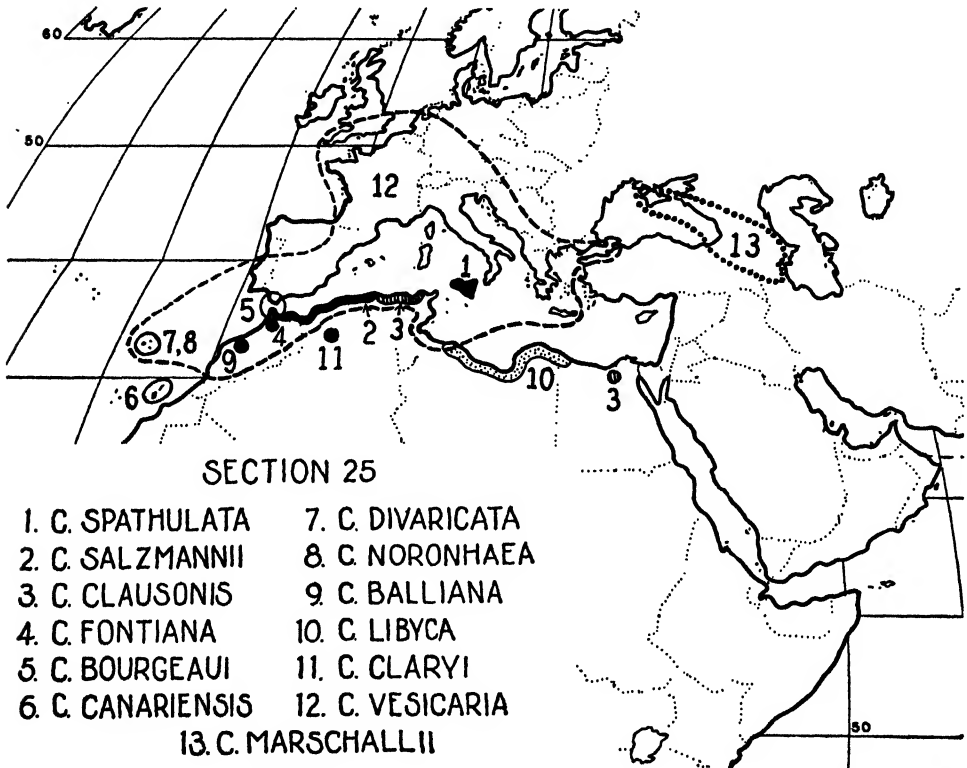 60
50
12
13
1
5
4
2
3
7,8
9
11
10
3
6
SECTION 25
1. C. SPATHULATA
2. C. SALZMANNII
3. C. CLAUSONIS
4. C. FONTIANA
5. C. BOURGEAUI
6. C. CANARIENSIS
7. C. DIVARICATA
8. C. NORONHAEA
9. C. BALLIANA
10. C. LIBYCA
11. C. CLARYI
12. C. VESICARIA
13. C. MARSCHALLII
50